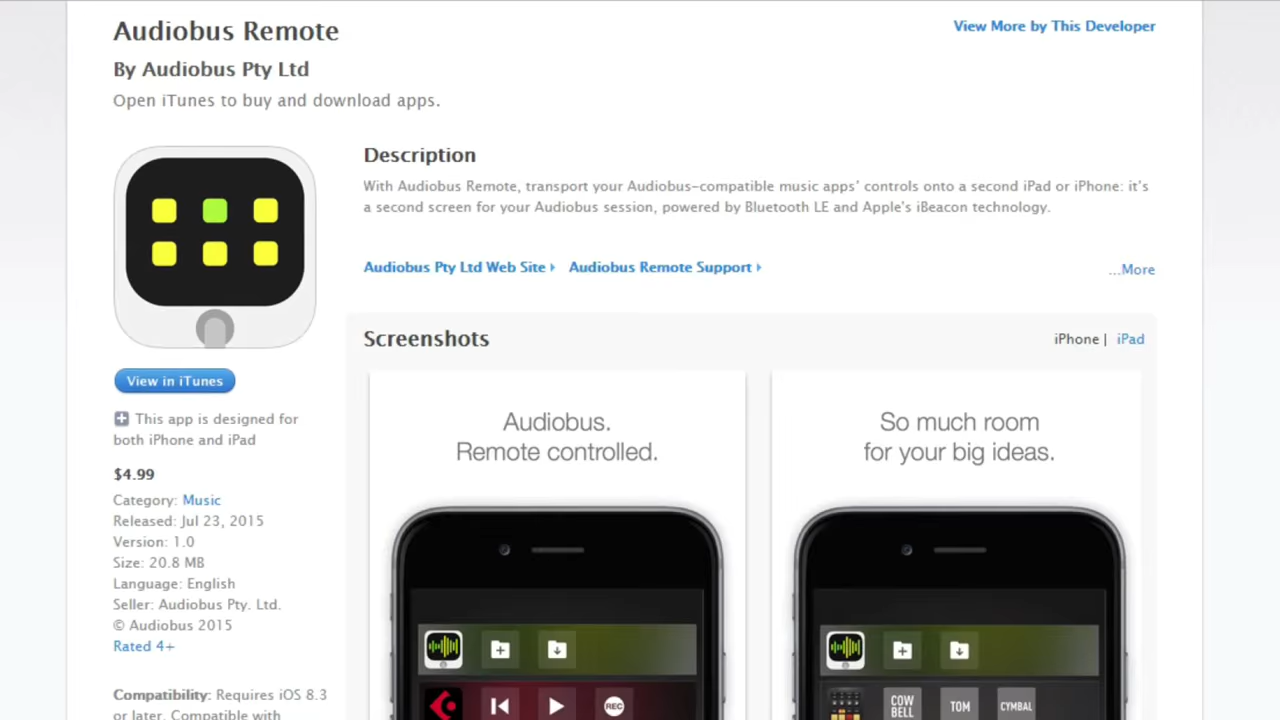 Audiobus Remote
View More by This Developer
By Audiobus Pty Ltd
Open iTunes to buy and download apps.
Description
With Audiobus Remote, transport your Audiobus-compatible music apps’ controls onto a second iPad or iPhone: it’s
a second screen for your Audiobus session, powered by Bluetooth LE and Apple's iBeacon technology.
Audiobus Pty Ltd Web Site
Audiobus Remote Support
...More
Screenshots
iPhone | iPad
View in iTunes
This app is designed for
both iPhone and iPad
$4.99
Category: Music
Released: Jul 23, 2015
Version: 1.0
Size: 20.8 MB
Language: English
Seller: Audiobus Pty. Ltd.
© Audiobus 2015
Rated 4+
Compatibility: Requires iOS 8.3
or later. Compatible with
Audiobus.
Remote controlled.
REC
So much room
for your big ideas.
COW
BELL
TOM
CYMBAL